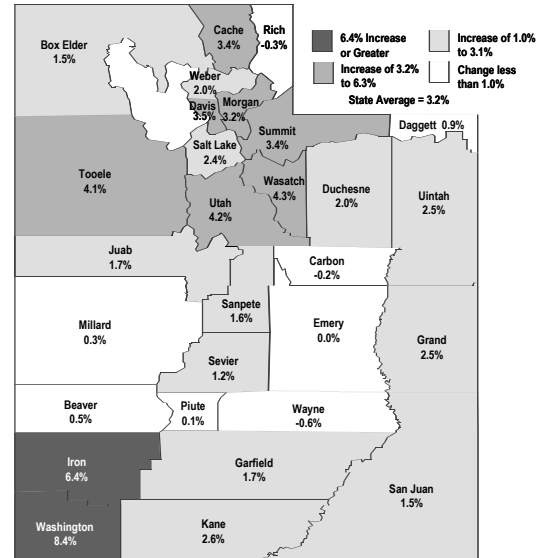 Cache
3.4%
Rich
-0.3%
6.4% Increase
or Greater
Increase of 1.0%
to 3.1%
Increase of 3.2%
to 6.3%
Change less
than 1.0%
State Average = 3.2%
Box Elder
1.5%
Weber
2.0%
Davis
3.5%
Morgan
3.2%
Summit
3.4%
Daggett 0.9%
Salt Lake
2.4%
Tooele
4.1%
Wasatch
4.3%
Duchesne
2.0%
Uintah
2.5%
Utah
4.2%
Juab
1.7%
Carbon
-0.2%
Sanpete
1.6%
Millard
0.3%
Emery
0.0%
Grand
2.5%
Sevier
1.2%
Beaver
0.5%
Piute
0.1%
Wayne
-0.6%
Iron
6.4%
Garfield
1.7%
San Juan
1.5%
Washington
8.4%
Kane
2.6%